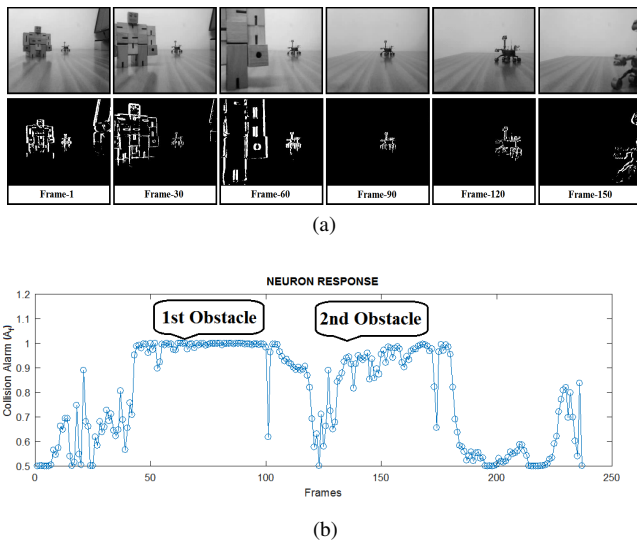 Frame-1 Frame-30 Frame-60 Frame-90 Frame-120 Frame-150
(a)
NEURON RESPONSE
1.2
1.1
1
0.9
0.8
0.7
0.6
0.5
Collision Alarm (At)
1st Obstacle
2nd Obstacle
0 50 100 150 200 250
Frames
(b)